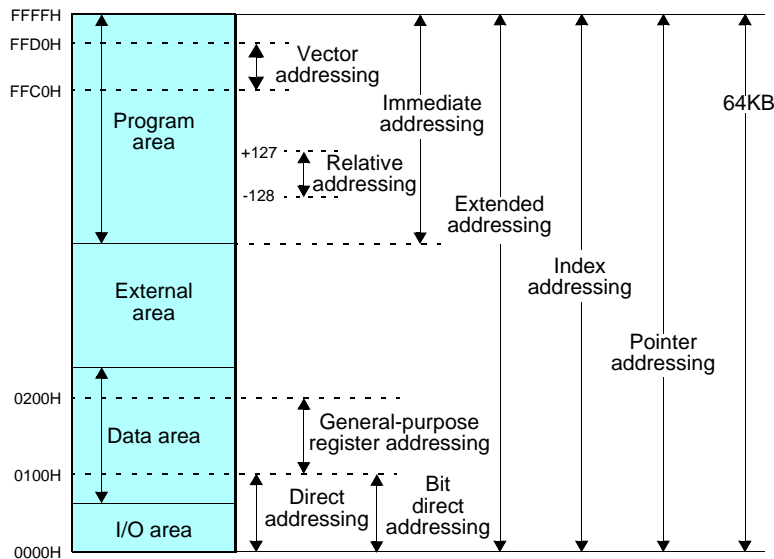 FFFFH
FFD0H
Vector
addressing
FFC0H
Immediate
addressing
64KB
Program
area
+127
Relative
addressing
-128
Extended
addressing
Index
addressing
External
area
Pointer
addressing
0200H
General-purpose
register addressing
Data area
0100H
Direct
addressing
Bit
direct
addressing
I/O area
0000H